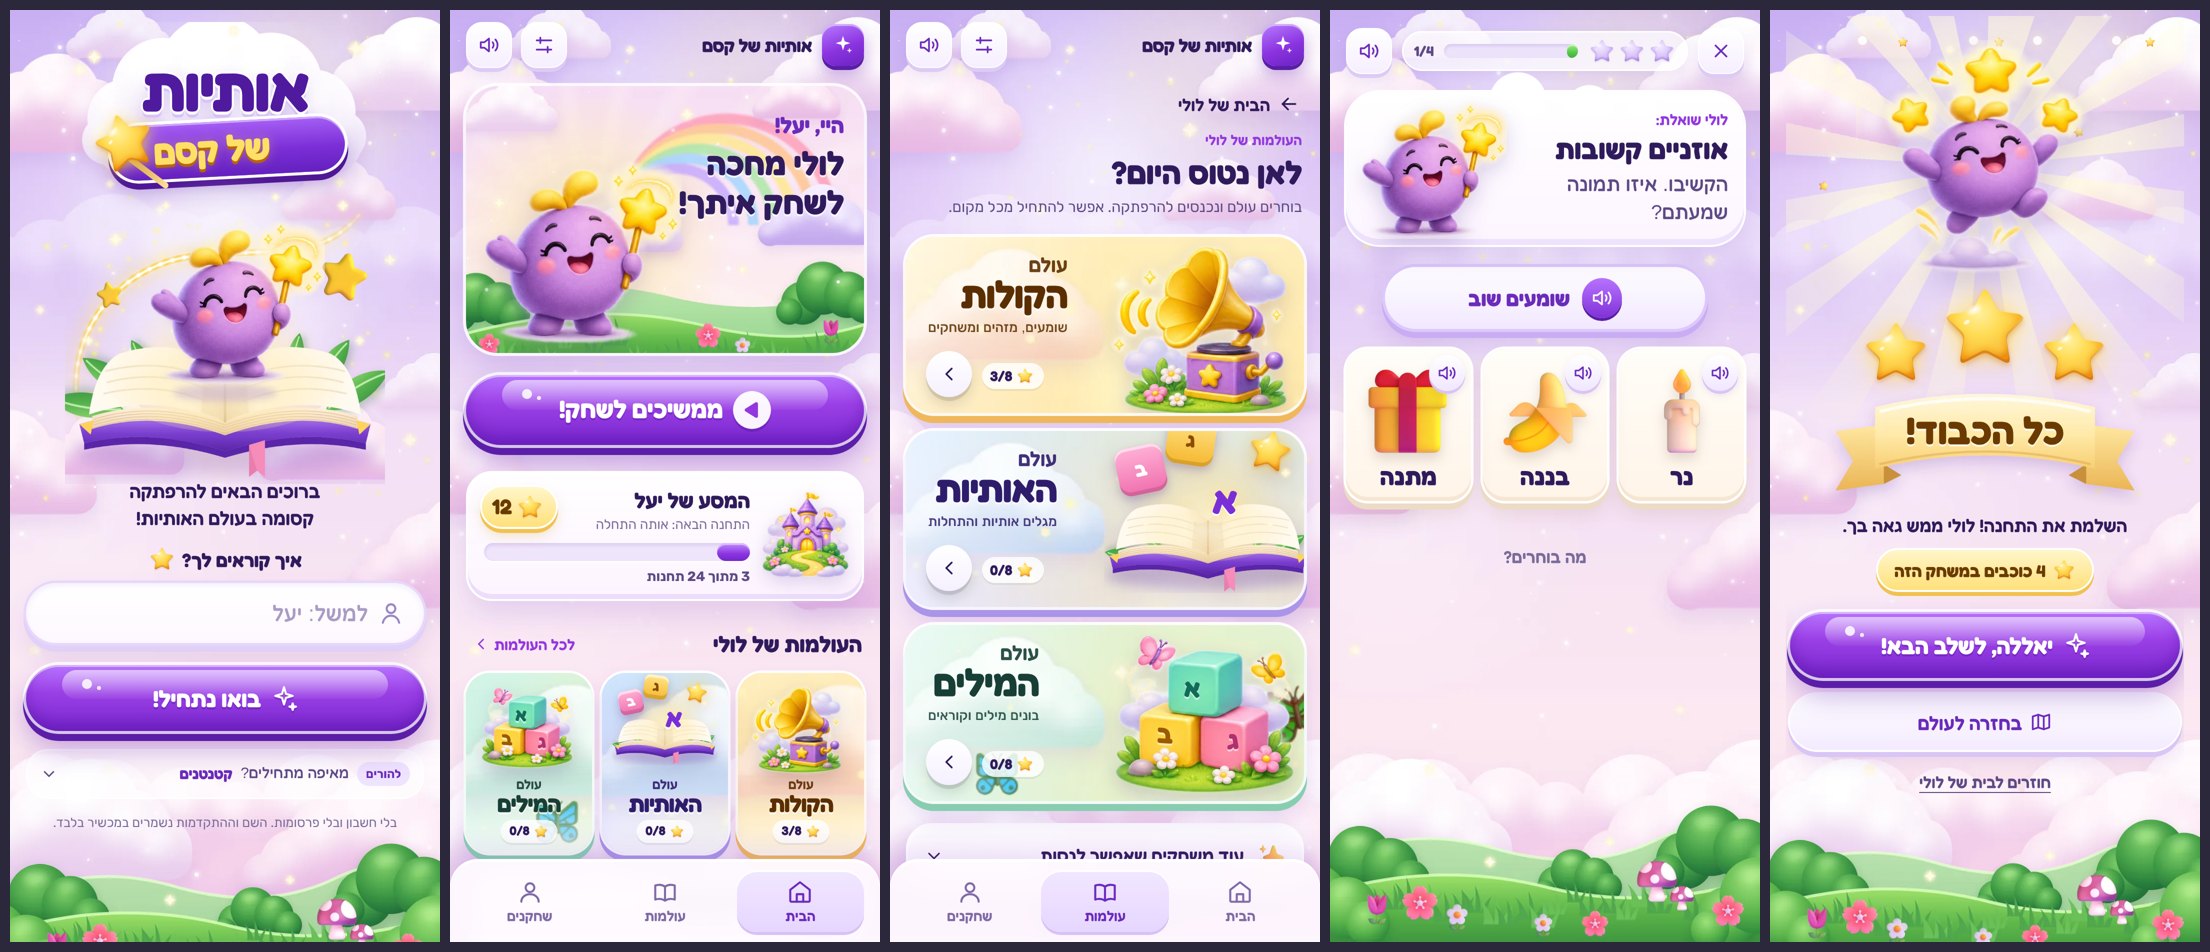 אותיות
של קסם
ברוכים הבאים להרפתקה
קסומה בעולם האותיות!
איך קוראים לך?
למשל: יעל
בואו נתחיל!
להורים מאיפה מתחילים? קטנטנים
בלי חשבון ובלי פרסומות. השם וההתקדמות נשמרים במכשיר בלבד.
אותיות של קסם
היי, יעל!
לולי מחכה
לשחק איתך!
ממשיכים לשחק!
המסע של יעל
12
התחנה הבאה: אותה התחלה
3 מתוך 24 תחנות
העולמות של לולי
לכל העולמות
עולם
הקולות
3/8
א
ב
ג
עולם
האותיות
0/8
א
ב
ג
עולם
המילים
0/8
הבית
עולמות
שחקנים
אותיות של קסם
הבית של לולי
העולמות של לולי
לאן נטוס היום?
בוחרים עולם ונכנסים להרפתקה. אפשר להתחיל מכל מקום.
עולם
הקולות
שומעים, מזהים ומשחקים
3/8
ג
ב
א
עולם
האותיות
מגלים אותיות והתחלות
0/8
א
ב
ג
עולם
המילים
בונים מילים וקוראים
0/8
עוד משחקים שאפשר לנסות
הבית
עולמות
שחקנים
1/4
לולי שואלת:
אוזניים קשובות
הקשיבו. איזו תמונה
שמעתם?
שומעים שוב
נר
בננה
מתנה
מה בוחרים?
כל הכבוד!
השלמת את התחנה! לולי ממש גאה בך.
4 כוכבים במשחק הזה
יאללה, לשלב הבא!
בחזרה לעולם
חוזרים לבית של לולי